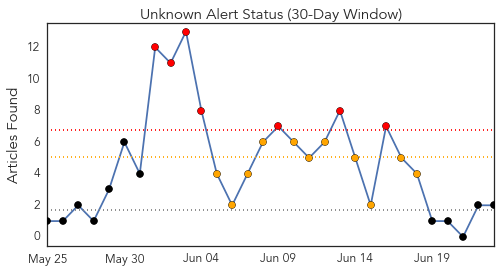 Unknown Alert Status (30-Day Window)
Articles Found
12
10
8
6
4
2
0
May 25 May 30 Jun 04 Jun 09 Jun 14 Jun 19